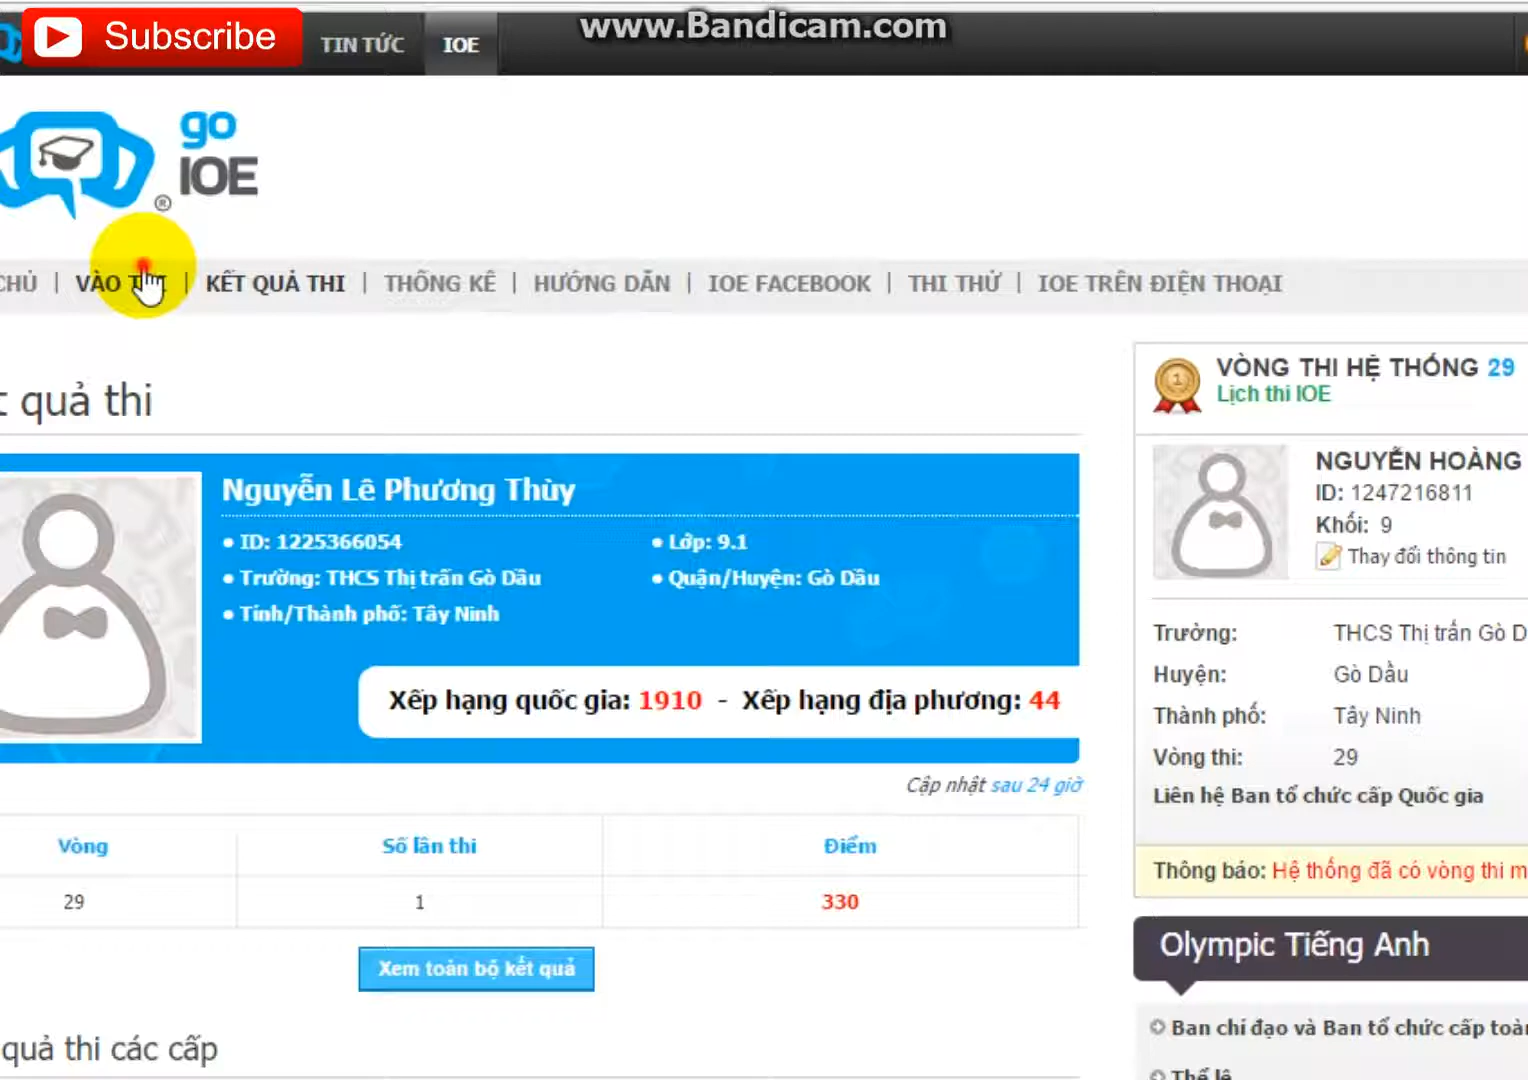 Subscribe
TIN TỨC
IOE
www.Bandicam.com
go
IOE
®
CHỦ | VÀO THI | KẾT QUẢ THI | THỐNG KÊ | HƯỚNG DẪN | IOE FACEBOOK | THI THỬ | IOE TRÊN ĐIỆN THOẠI
t quả thi
Nguyễn Lê Phương Thùy
● ID: 1225366054
● Lớp: 9.1
● Trường: THCS Thị trấn Gò Dầu
● Quận/Huyện: Gò Dầu
● Tỉnh/Thành phố: Tây Ninh
Xếp hạng quốc gia: 1910 - Xếp hạng địa phương: 44
Cập nhật sau 24 giờ
Vòng Số lần thi Điểm
29 1 330
Xem toàn bộ kết quả
quả thi các cấp
VÒNG THI HỆ THỐNG 29
Lịch thi IOE
NGUYỄN HOÀNG
ID: 1247216811
Khối: 9
Thay đổi thông tin
Trường: THCS Thị trấn Gò D
Huyện: Gò Dầu
Thành phố: Tây Ninh
Vòng thi: 29
Liên hệ Ban tổ chức cấp Quốc gia
Thông báo: Hệ thống đã có vòng thi m
Olympic Tiếng Anh
Ban chỉ đạo và Ban tổ chức cấp toàn
Thể lệ